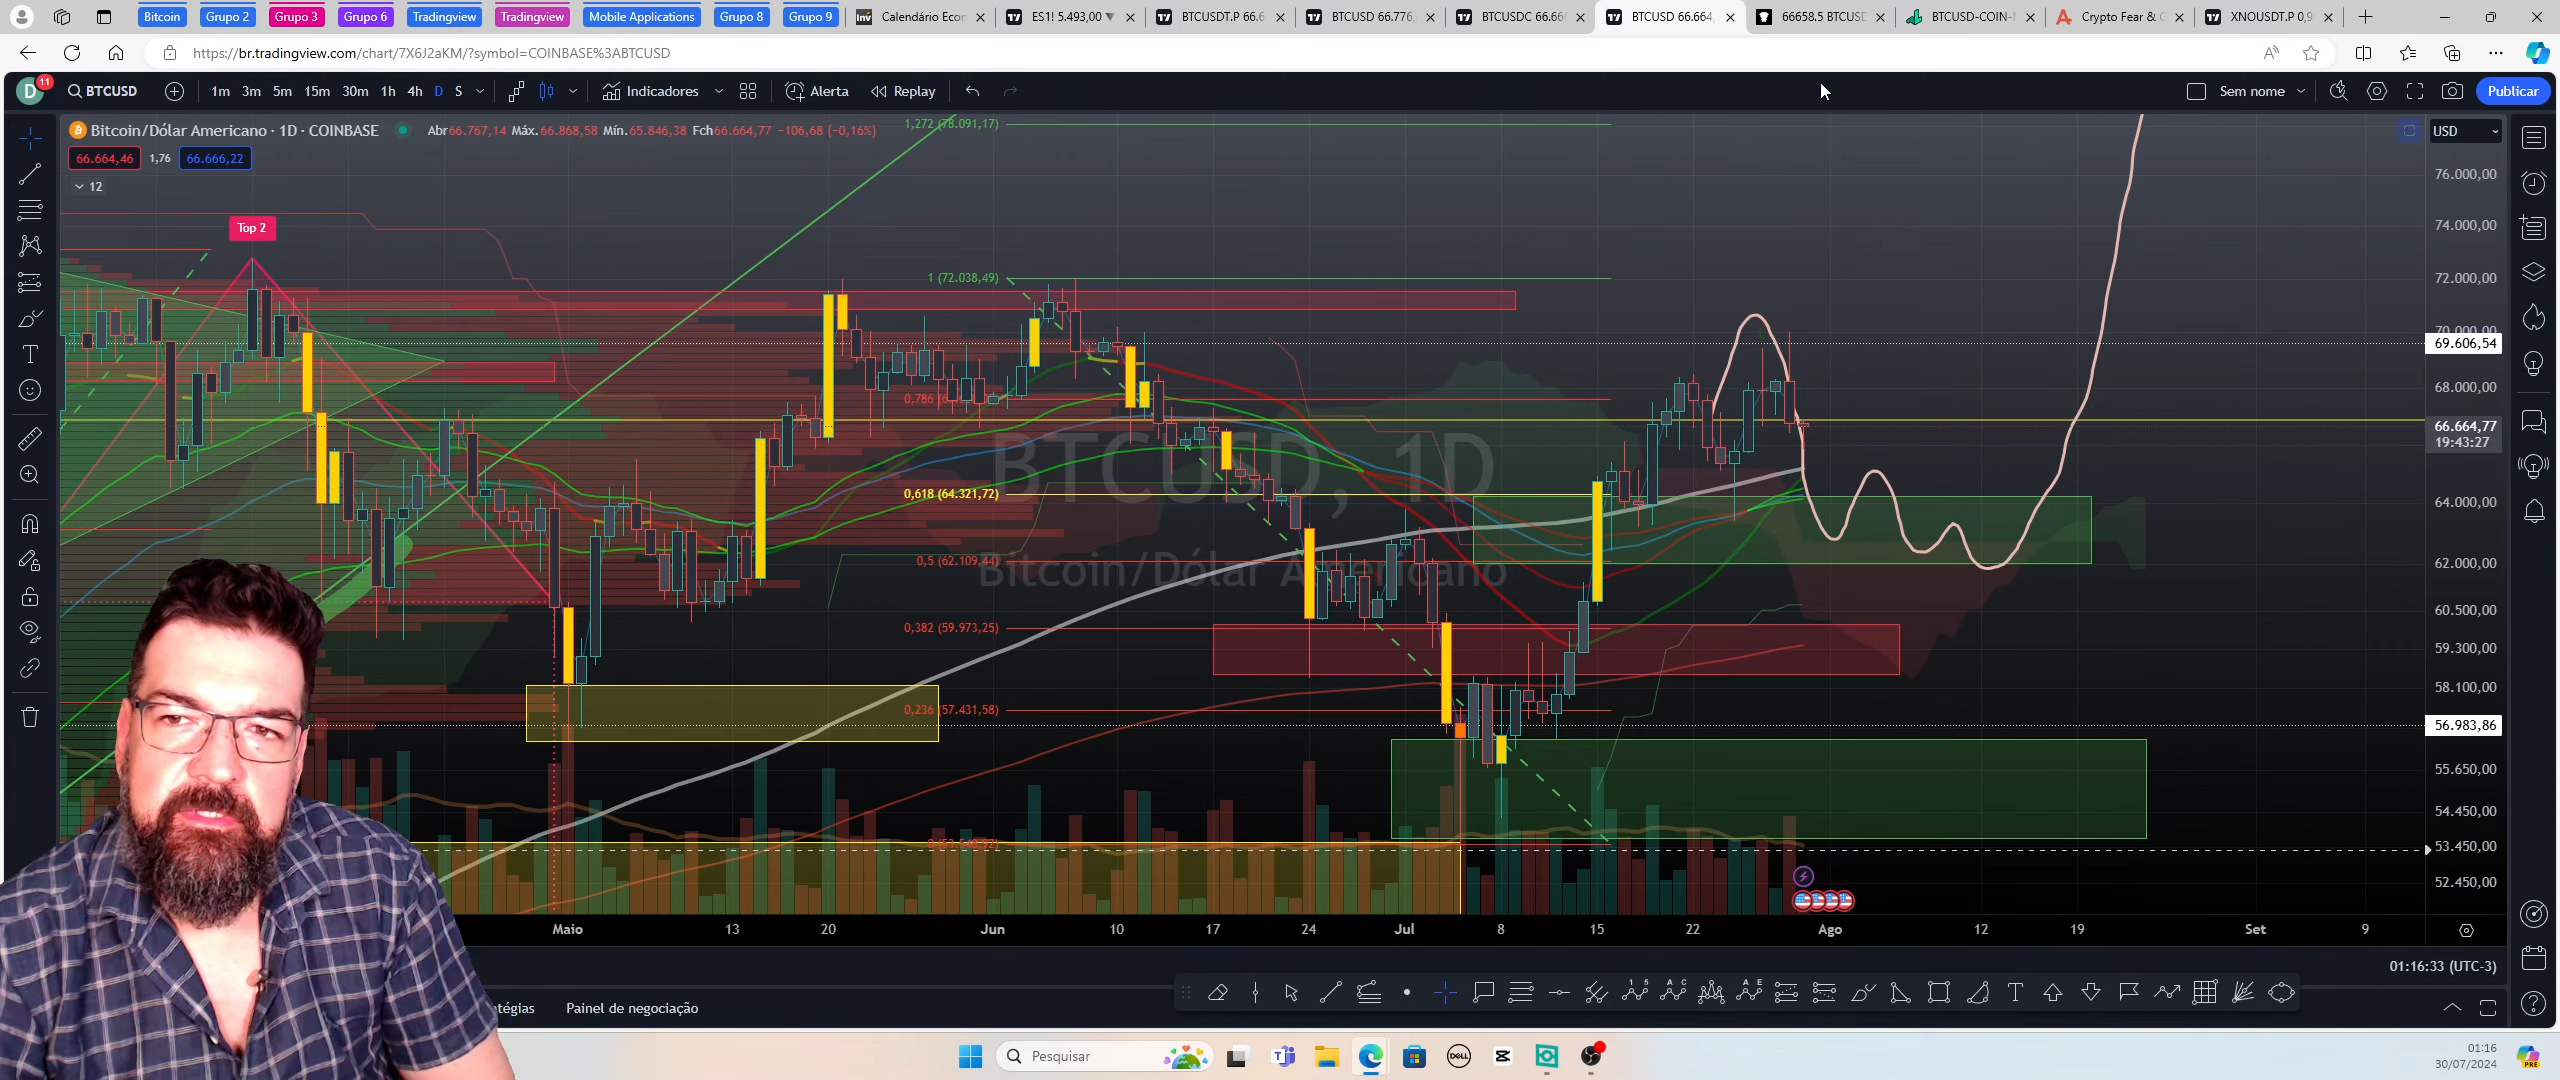 Bitcoin
Grupo 2
Grupo 3
Grupo 6
Tradingview
Tradingview
Mobile Applications
Grupo 8
Grupo 9
Calendário Econ
ES1! 5.493,00 ▼
BTCUSDT.P 66.6
BTCUSD 66.776,
BTCUSDC 66.66
BTCUSD 66.664
66658.5 BTCUSD
BTCUSD-COIN-
Crypto Fear & G
XNOUSDT.P 0,9
https://br.tradingview.com/chart/7X6J2aKM/?symbol=COINBASE%3ABTCUSD
D
11
BTCUSD
1m 3m 5m 15m 30m 1h 4h D S
Indicadores
Alerta
Replay
Sem nome
Publicar
Bitcoin/Dólar Americano · 1D · COINBASE
Abr66.767,14 Máx.66.868,58 Mín.65.846,38 Fch66.664,77 −106,68 (−0,16%)
66.664,46
1,76
66.666,22
12
USD
1,272 (78.091,17)
Top 2
1 (72.038,49)
0,618 (64.321,72)
0,5 (62.109,44)
0,382 (59.973,25)
0,236 (57.431,58)
BTCUSD, 1D
Bitcoin/Dólar Americano
76.000,00
74.000,00
72.000,00
70.000,00
69.606,54
68.000,00
66.664,77
19:43:27
64.000,00
62.000,00
60.500,00
59.300,00
58.100,00
56.983,86
55.650,00
54.450,00
53.450,00
52.450,00
Maio
13
20
Jun
10
17
24
Jul
8
15
22
Ago
12
19
Set
9
01:16:33 (UTC-3)
tégias
Painel de negociação
Pesquisar
DELL
01:16
30/07/2024
PRE